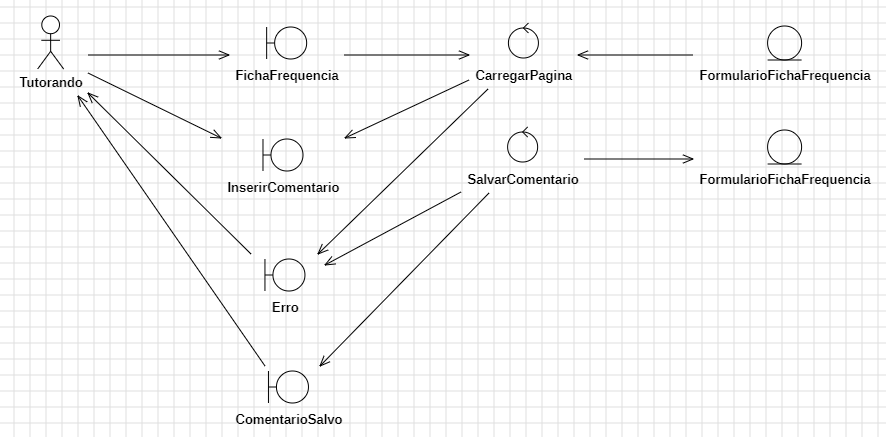 Tutorando
FichaFrequencia
CarregarPagina
FormularioFichaFrequencia
InserirComentario
SalvarComentario
FormularioFichaFrequencia
Erro
ComentarioSalvo